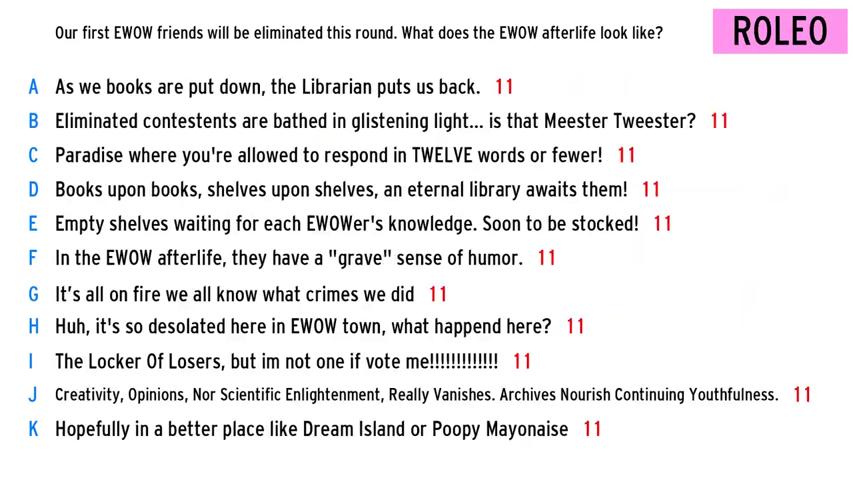 Our first EWOW friends will be eliminated this round. What does the EWOW afterlife look like?
ROLEO
A As we books are put down, the Librarian puts us back. 11
B Eliminated contestents are bathed in glistening light... is that Meester Tweester? 11
C Paradise where you're allowed to respond in TWELVE words or fewer! 11
D Books upon books, shelves upon shelves, an eternal library awaits them! 11
E Empty shelves waiting for each EWOWer's knowledge. Soon to be stocked! 11
F In the EWOW afterlife, they have a "grave" sense of humor. 11
G It’s all on fire we all know what crimes we did 11
H Huh, it's so desolated here in EWOW town, what happend here? 11
I The Locker Of Losers, but im not one if vote me!!!!!!!!!!!!! 11
J Creativity, Opinions, Nor Scientific Enlightenment, Really Vanishes. Archives Nourish Continuing Youthfulness. 11
K Hopefully in a better place like Dream Island or Poopy Mayonaise 11